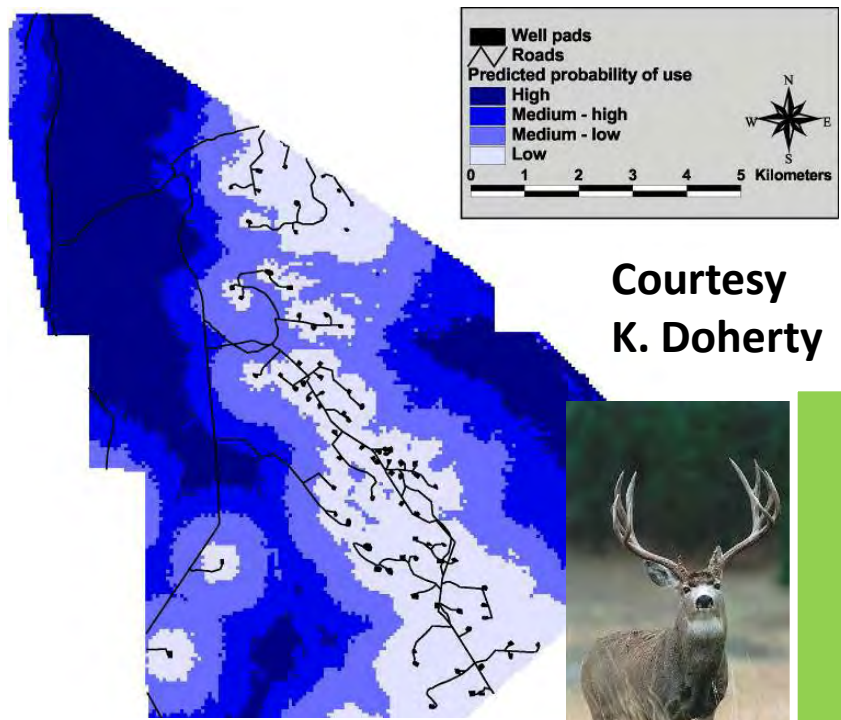 Well pads
Roads
Predicted probability of use
High
Medium - high
Medium - low
Low
N
W E
S
0 1 2 3 4 5 Kilometers
Courtesy
K. Doherty